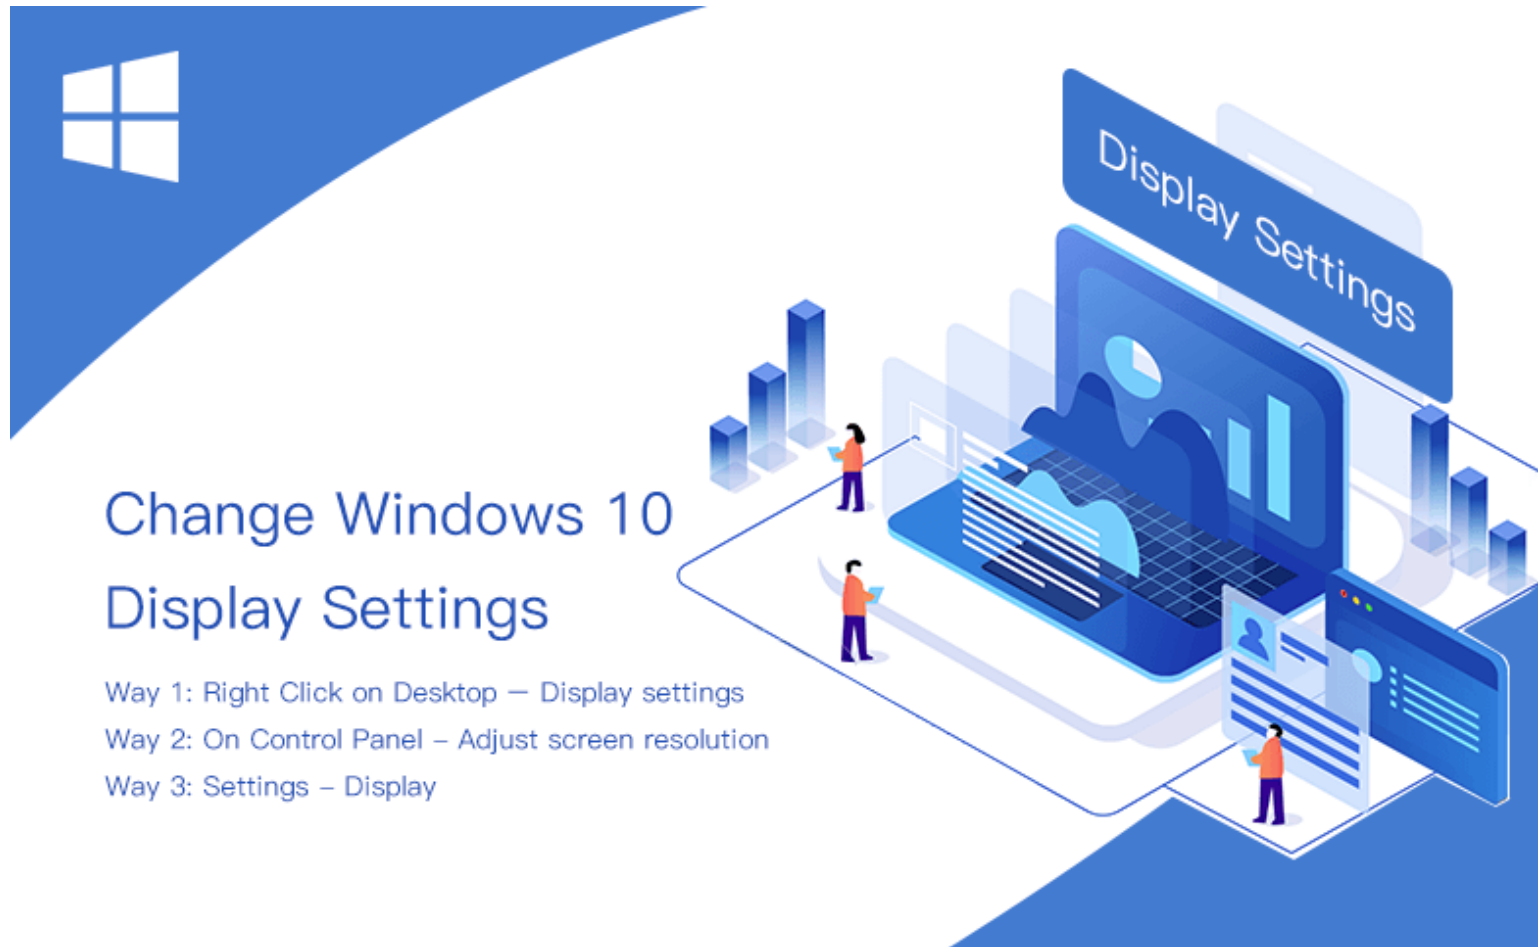 Display Settings
Change Windows 10
Display Settings
Way 1: Right Click on Desktop — Display settings
Way 2: On Control Panel – Adjust screen resolution
Way 3: Settings – Display